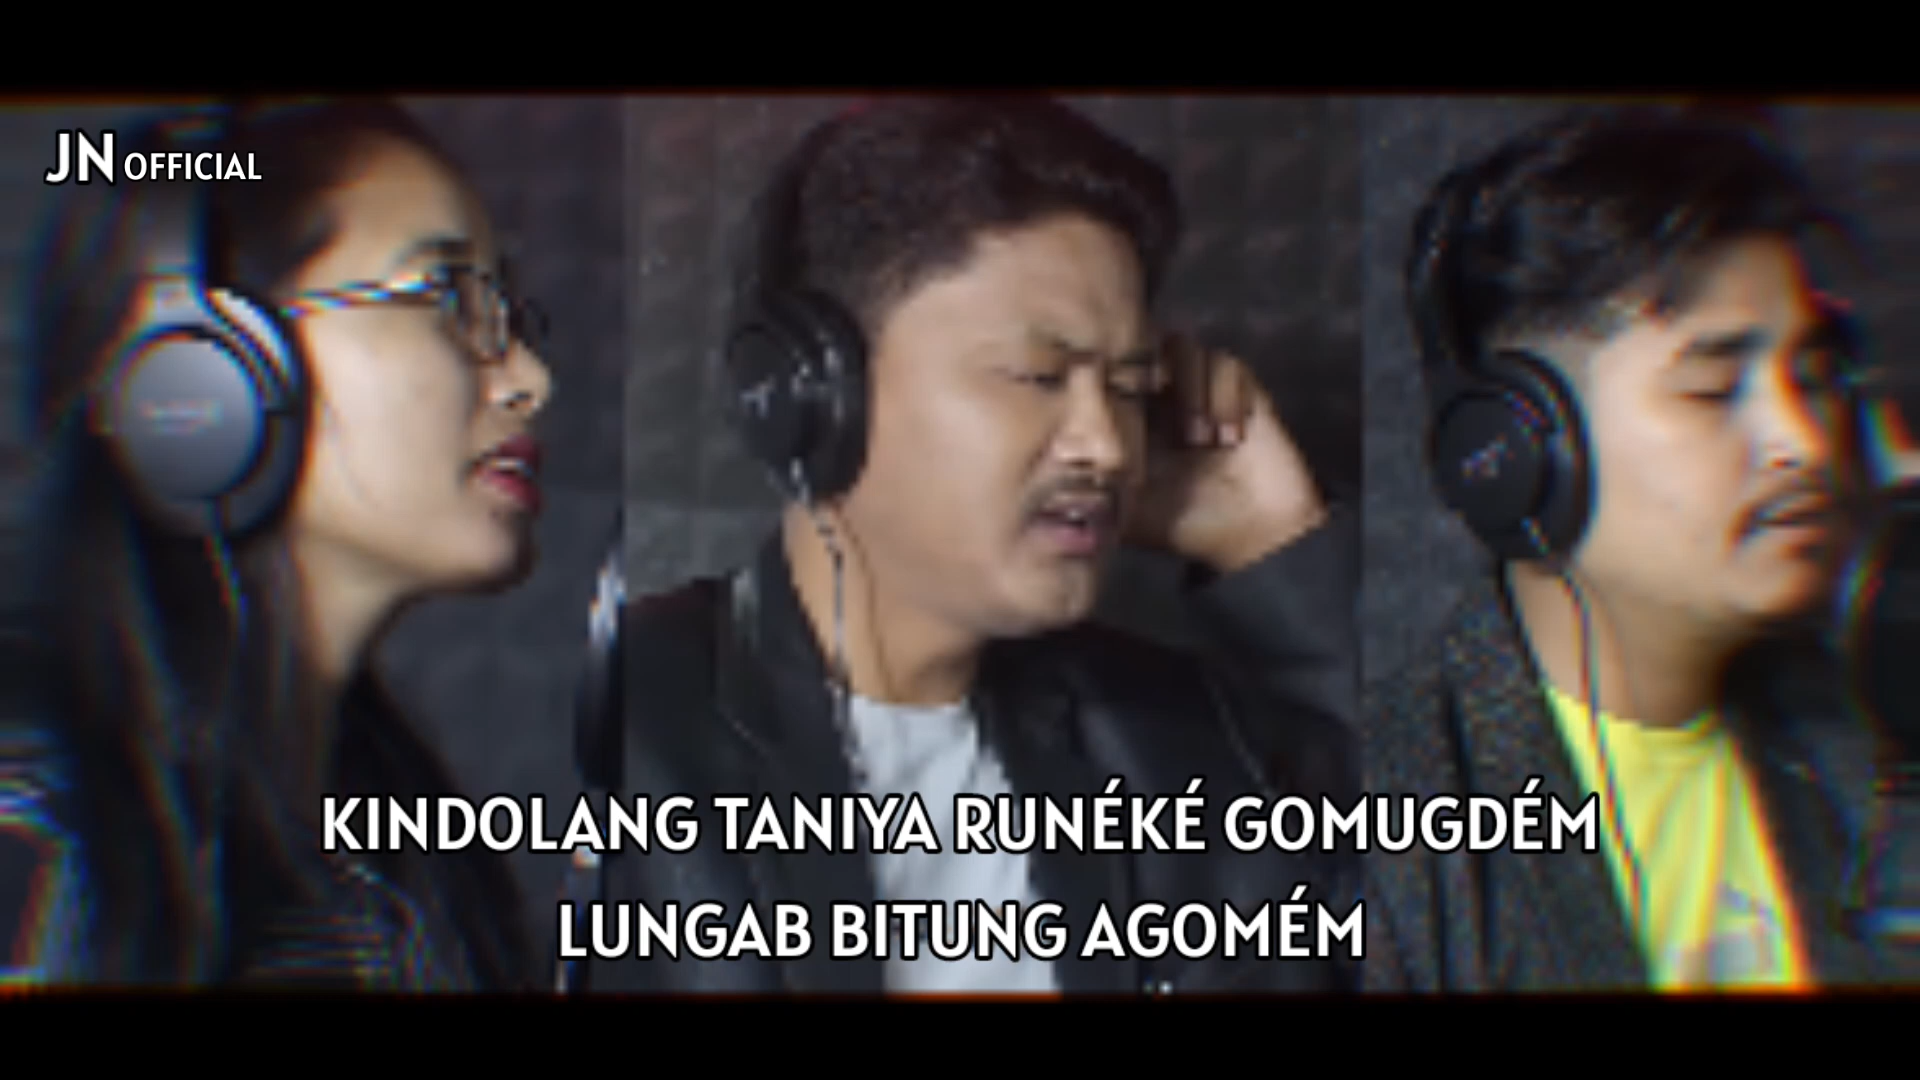 JN OFFICIAL
KINDOLANG TANIYA RUNÉKÉ GOMUGDÉM
LUNGAB BITUNG AGOMÉM